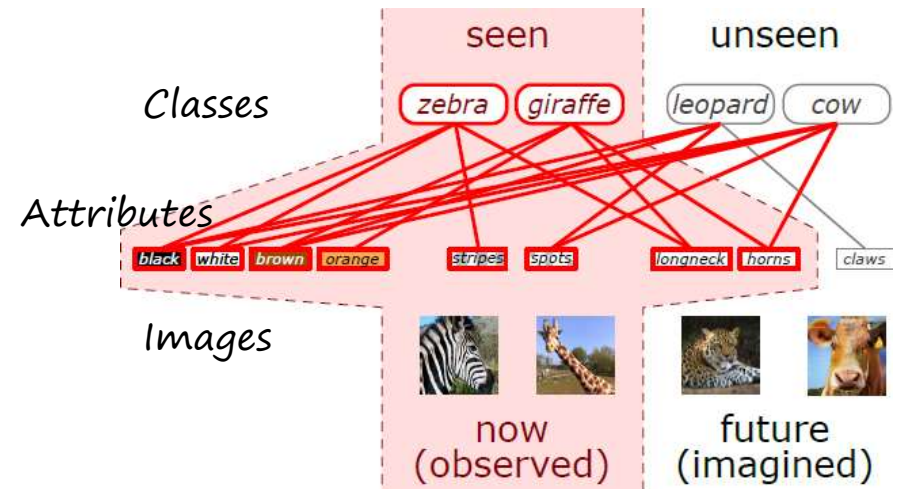 seen unseen
Classes zebra giraffe leopard cow
Attributes
black white brown orange stripes spots longneck horns claws
Images
now future
(observed) (imagined)